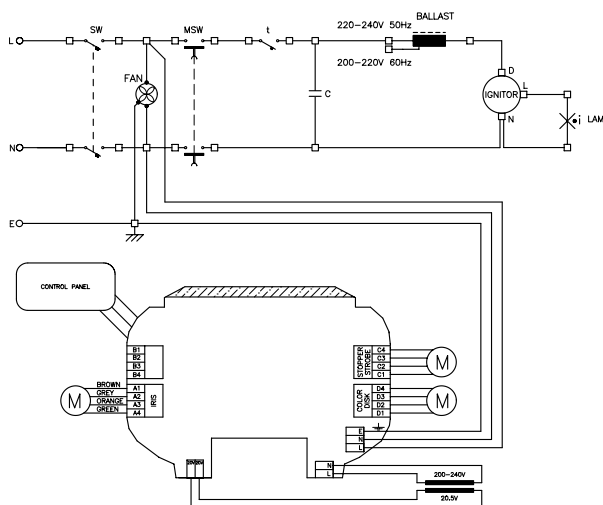 L
SW
MSW
t
220-240V 50Hz
BALLAST
200-220V 60Hz
FAN
C
D
L
IGNITOR
N
i LAM
N
E
CONTROL PANEL
B1
B2
B3
B4
BROWN A1
GREY A2
ORANGE A3
GREEN A4
IRIS
M
STOPPER
STROBE
C4
C3
C2
C1
M
COLOR
DISK
D4
D3
D2
D1
M
E
N
L
N
L
20V 20V
200-240V
20.5V